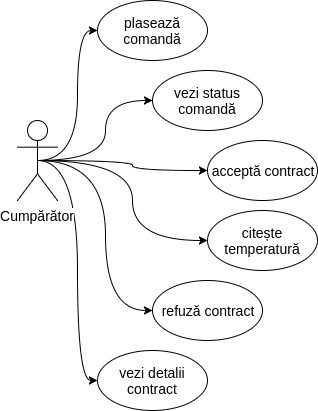 plasează
comandă
vezi status
comandă
acceptă contract
Cumpărător
citește
temperatură
refuză contract
vezi detalii
contract